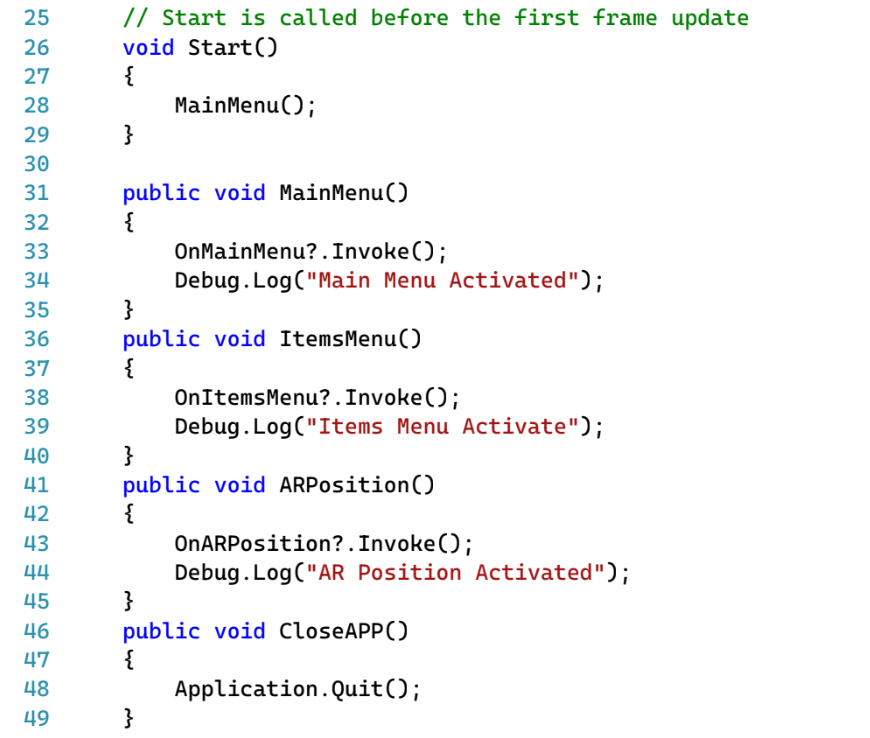 25 // Start is called before the first frame update
26 void Start()
27 {
28 MainMenu();
29 }
30
31 public void MainMenu()
32 {
33 OnMainMenu?.Invoke();
34 Debug.Log("Main Menu Activated");
35 }
36 public void ItemsMenu()
37 {
38 OnItemsMenu?.Invoke();
39 Debug.Log("Items Menu Activate");
40 }
41 public void ARPosition()
42 {
43 OnARPosition?.Invoke();
44 Debug.Log("AR Position Activated");
45 }
46 public void CloseAPP()
47 {
48 Application.Quit();
49 }